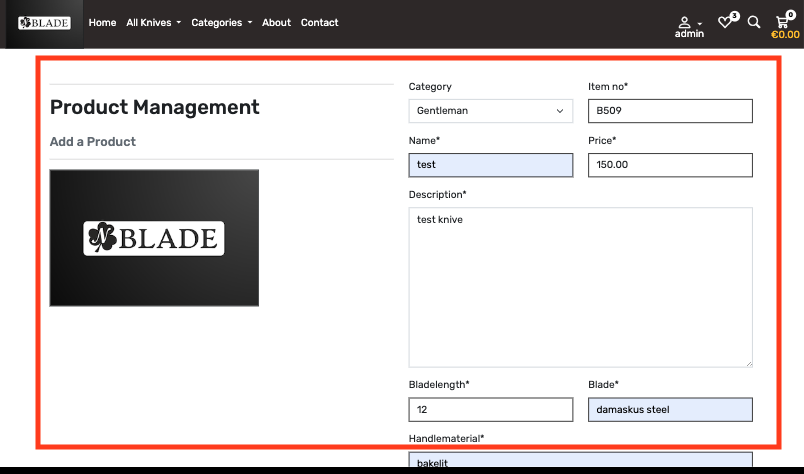 BLADE
Home
All Knives
Categories
About
Contact
admin
3
0
€0.00
Product Management
Add a Product
N BLADE
Category
Item no*
Gentleman
B509
Name*
Price*
test
150.00
Description*
test knive
Bladelength*
Blade*
12
damaskus steel
Handlematerial*
bakelit